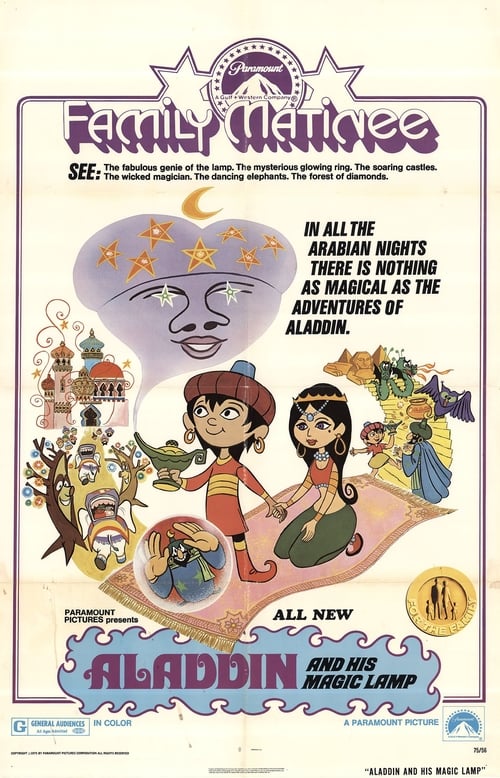 Paramount
A Gulf + Western Company
®
FAMILY MATINEE
SEE: The fabulous genie of the lamp. The mysterious glowing ring. The soaring castles.
The wicked magician. The dancing elephants. The forest of diamonds.
IN ALL THE
ARABIAN NIGHTS
THERE IS NOTHING
AS MAGICAL AS THE
ADVENTURES OF
ALADDIN.
FOR THE FAMILY
PARAMOUNT
PICTURES presents
ALL NEW
ALADDIN AND HIS
MAGIC LAMP
G GENERAL AUDIENCES
All Ages Admitted
IN COLOR
A PARAMOUNT PICTURE
Paramount
75/56
"ALADDIN AND HIS MAGIC LAMP"